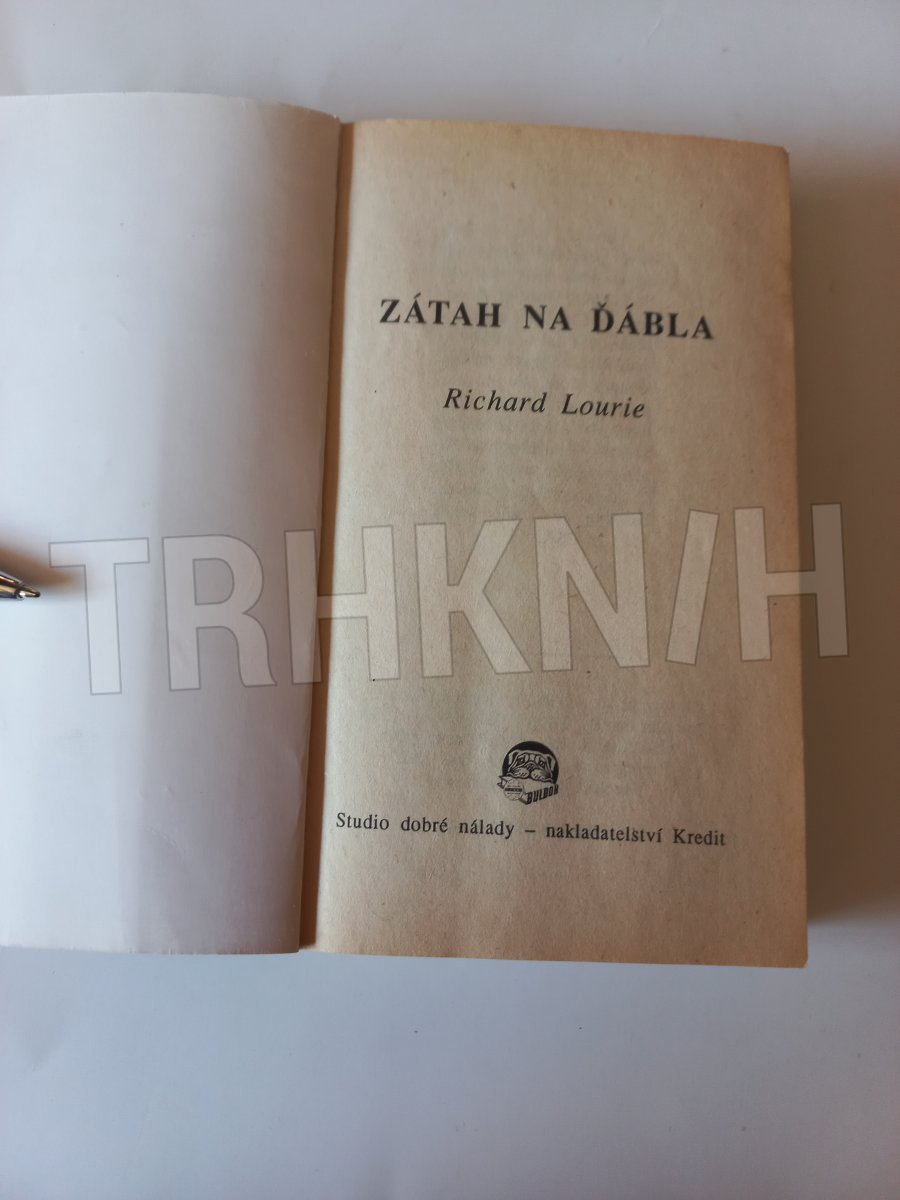 ZÁTAH NA ĎÁBLA
Richard Lourie
TRHKNIH
BULDOK
Studio dobré nálady – nakladatelství Kredit